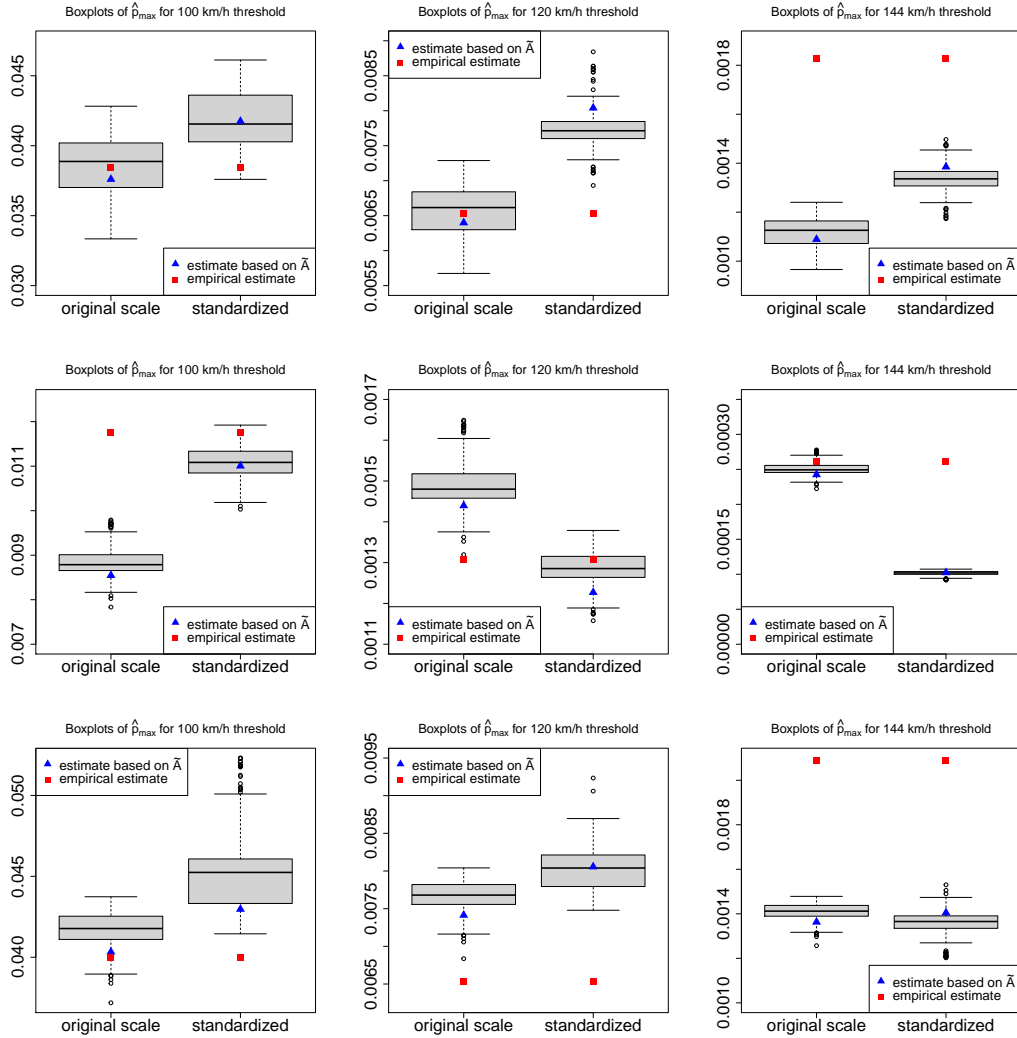 Boxplots of p̂max for 100 km/h threshold
0.030
0.035
0.040
0.045
estimate based on Ã
empirical estimate
original scale
standardized
Boxplots of p̂max for 120 km/h threshold
0.0055
0.0065
0.0075
0.0085
estimate based on Ã
empirical estimate
original scale
standardized
Boxplots of p̂max for 144 km/h threshold
0.0010
0.0014
0.0018
estimate based on Ã
empirical estimate
original scale
standardized
Boxplots of p̂max for 100 km/h threshold
0.007
0.009
0.011
estimate based on Ã
empirical estimate
original scale
standardized
Boxplots of p̂max for 120 km/h threshold
0.0011
0.0013
0.0015
0.0017
estimate based on Ã
empirical estimate
original scale
standardized
Boxplots of p̂max for 144 km/h threshold
0.00000
0.00015
0.00030
estimate based on Ã
empirical estimate
original scale
standardized
Boxplots of p̂max for 100 km/h threshold
0.040
0.045
0.050
estimate based on Ã
empirical estimate
original scale
standardized
Boxplots of p̂max for 120 km/h threshold
0.0065
0.0075
0.0085
0.0095
estimate based on Ã
empirical estimate
original scale
standardized
Boxplots of p̂max for 144 km/h threshold
0.0010
0.0014
0.0018
estimate based on Ã
empirical estimate
original scale
standardized